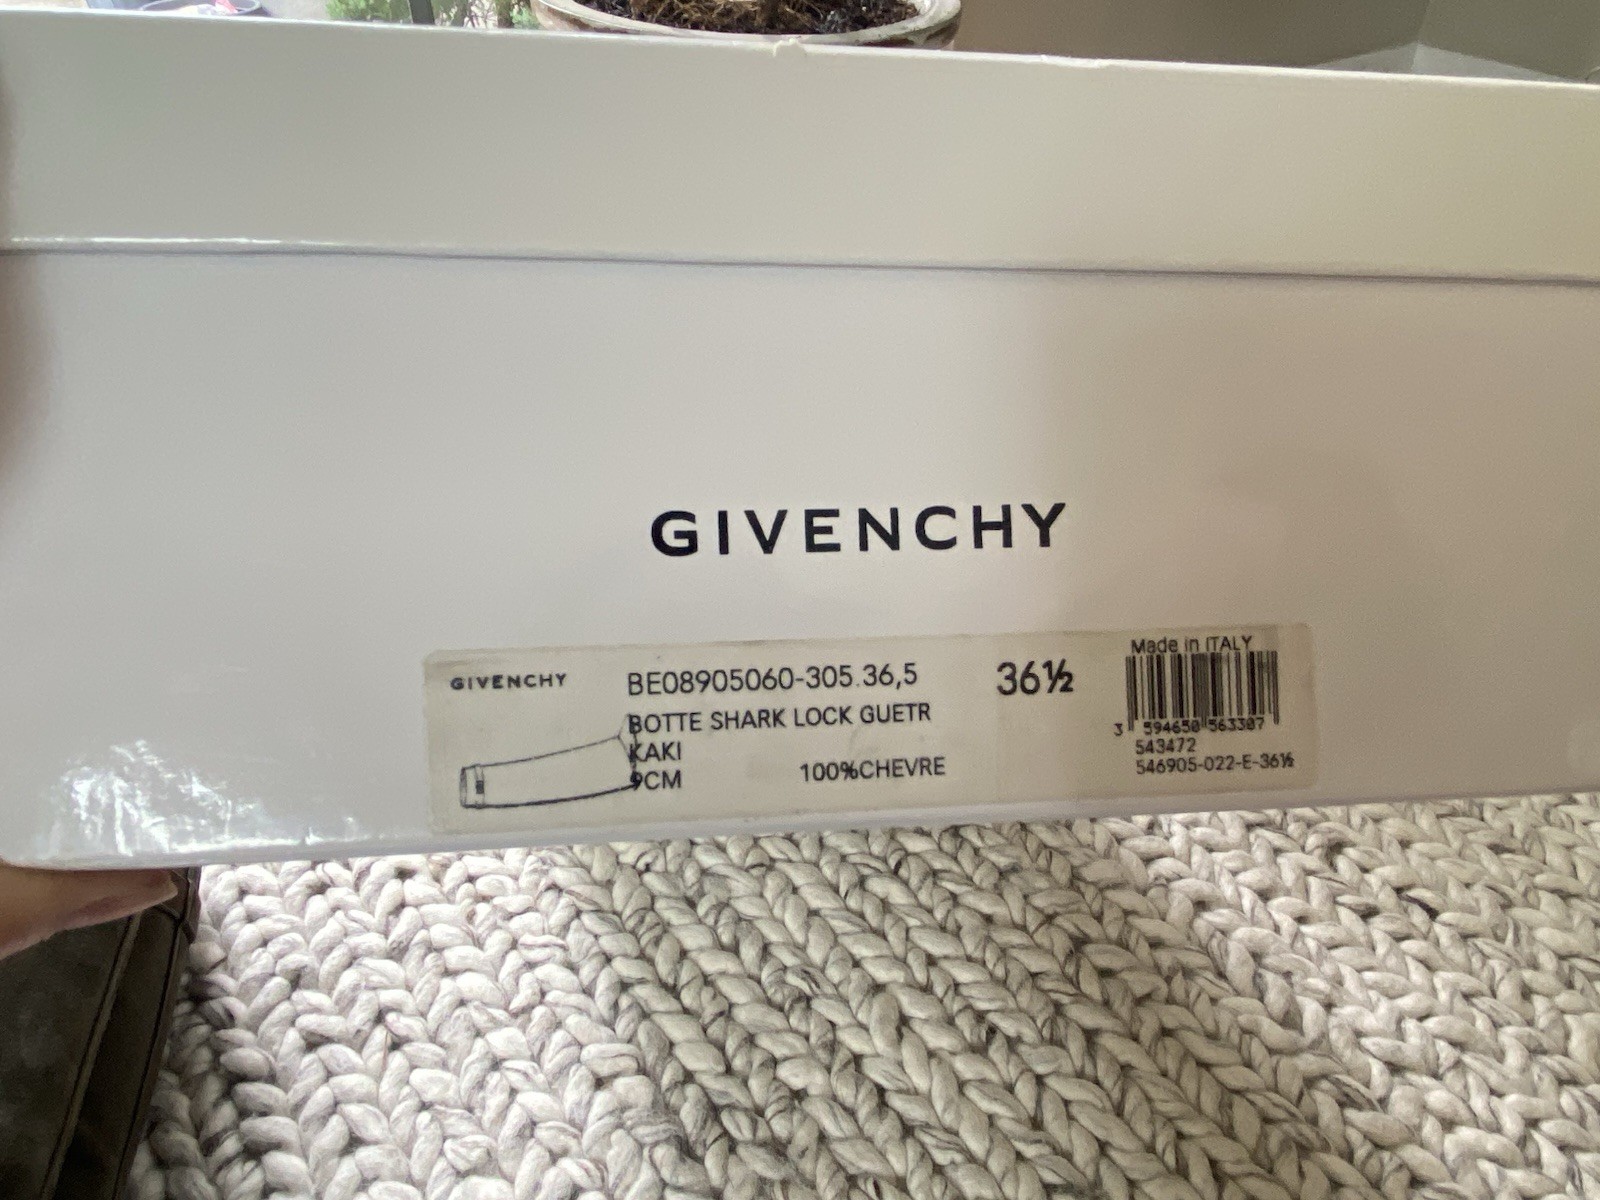 GIVENCHY
GIVENCHY
BE08905060-305.36,5
BOTTE SHARK LOCK GUETR
KAKI
9CM
100%CHEVRE
36½
Made in ITALY
3 594650 563307
543472
546905-022-E-36½